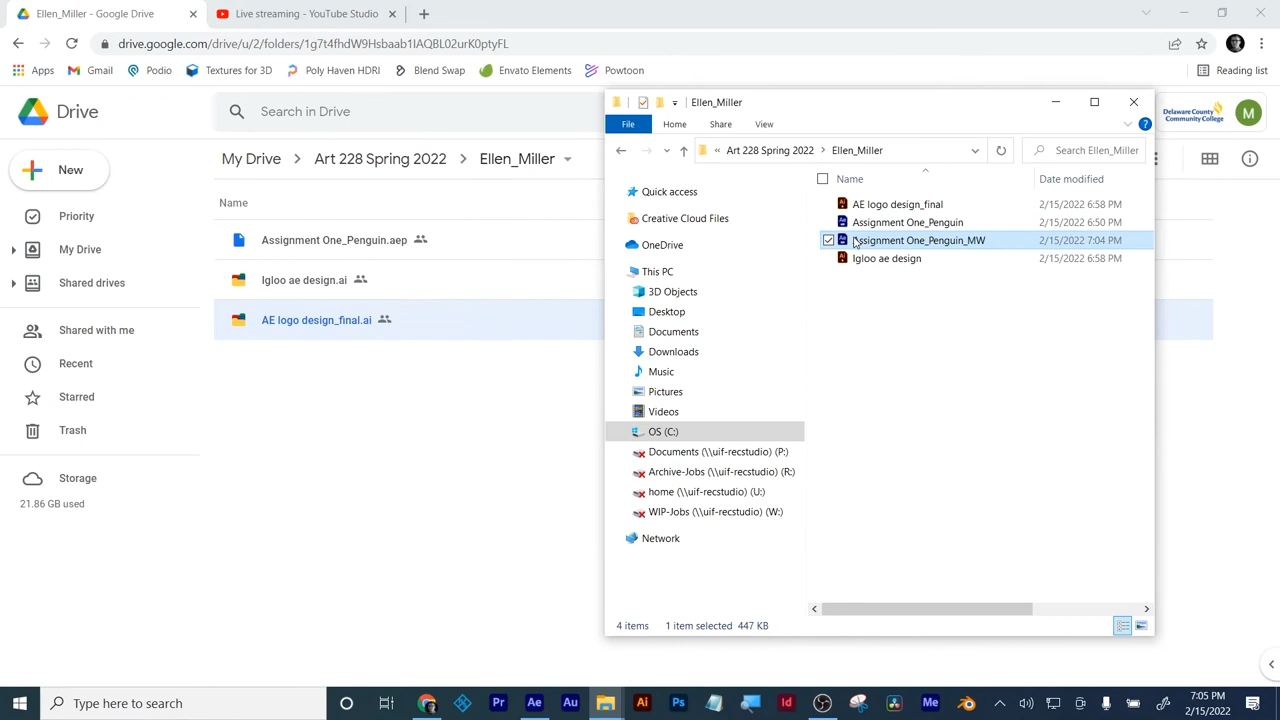 Ellen_Miller - Google Drive
Live streaming - YouTube Studio
drive.google.com/drive/u/2/folders/1g7t4fhdW9Hsbaab1IAQBL02urK0ptyFL
Apps
Gmail
Podio
Textures for 3D
Poly Haven HDRI
Blend Swap
Envato Elements
Powtoon
Reading list
Drive
Search in Drive
Delaware County
Community College
M
New
My Drive
Art 228 Spring 2022
Ellen_Miller
Name
Priority
My Drive
Shared drives
Shared with me
Recent
Starred
Trash
Storage
21.86 GB used
Assignment One_Penguin.aep
Igloo ae design.ai
AE logo design_final.ai
Ellen_Miller
File
Home
Share
View
« Art 228 Spring 2022 Ellen_Miller
Search Ellen_Miller
Name
Date modified
Quick access
Creative Cloud Files
OneDrive
This PC
3D Objects
Desktop
Documents
Downloads
Music
Pictures
Videos
OS (C:)
Documents (\\uif-recstudio) (P:)
Archive-Jobs (\\uif-recstudio) (R:)
home (\\uif-recstudio) (U:)
WIP-Jobs (\\uif-recstudio) (W:)
Network
AE logo design_final 2/15/2022 6:58 PM
Assignment One_Penguin 2/15/2022 6:50 PM
Assignment One_Penguin_MW 2/15/2022 7:04 PM
Igloo ae design 2/15/2022 6:58 PM
4 items
1 item selected 447 KB
Type here to search
Pr
Ae
Au
Ai
Ps
Id
Me
7:05 PM
2/15/2022